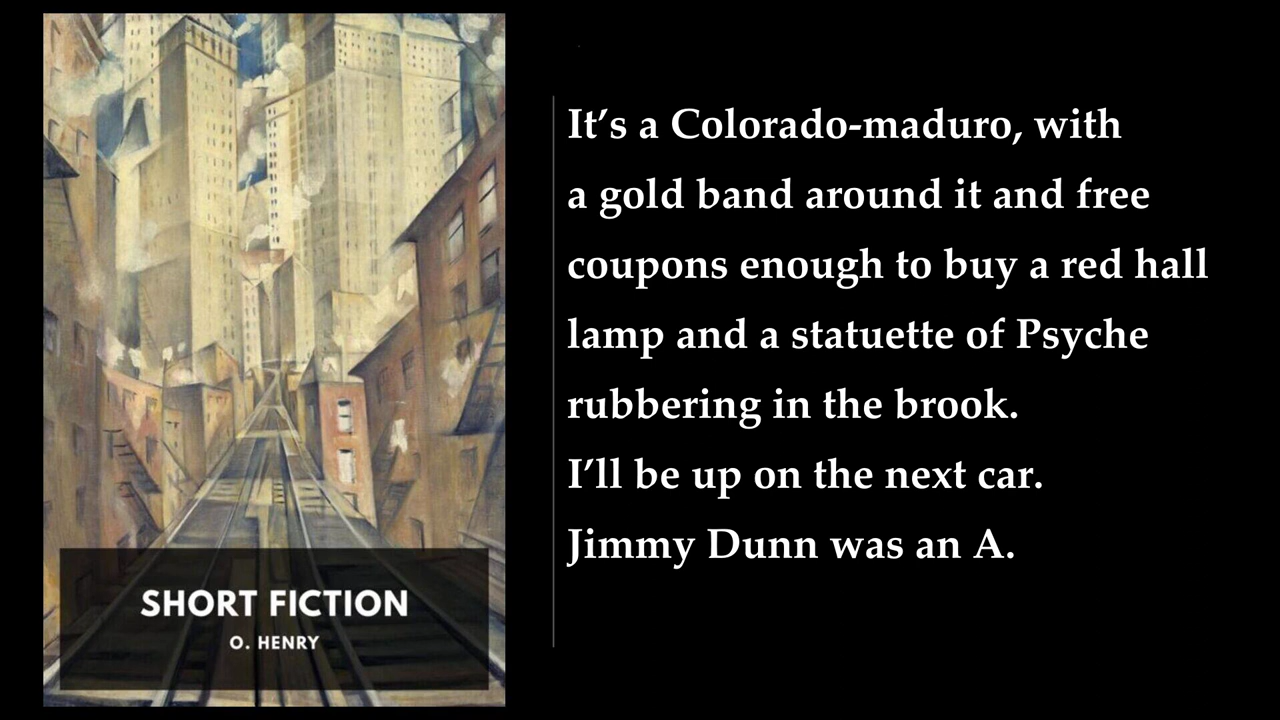 SHORT FICTION
O. HENRY
It’s a Colorado-maduro, with
a gold band around it and free
coupons enough to buy a red hall
lamp and a statuette of Psyche
rubbering in the brook.
I’ll be up on the next car.
Jimmy Dunn was an A.